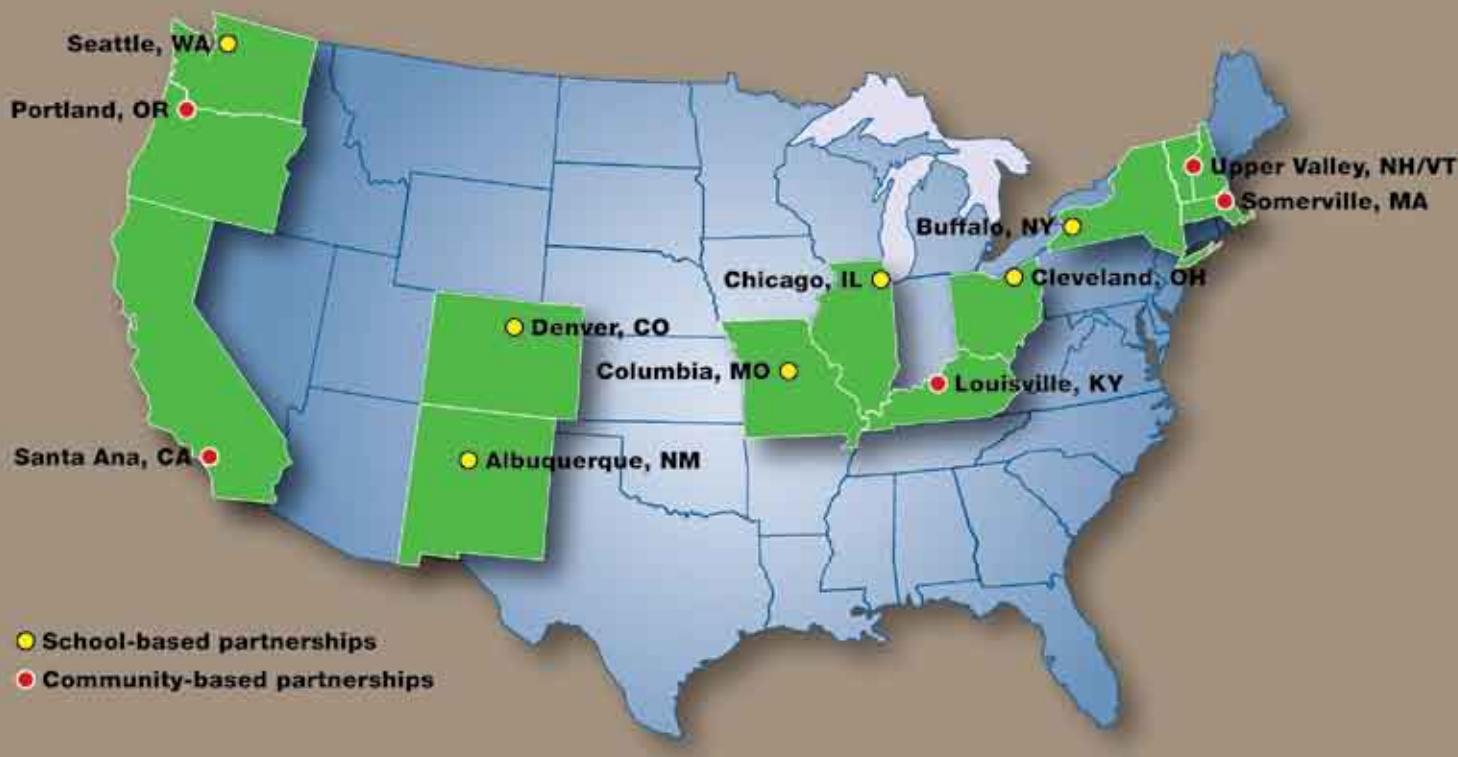 Seattle, WA
Portland, OR
Upper Valley, NH/VT
Somerville, MA
Buffalo, NY
Chicago, IL
Cleveland, OH
Denver, CO
Columbia, MO
Louisville, KY
Santa Ana, CA
Albuquerque, NM
School-based partnerships
Community-based partnerships